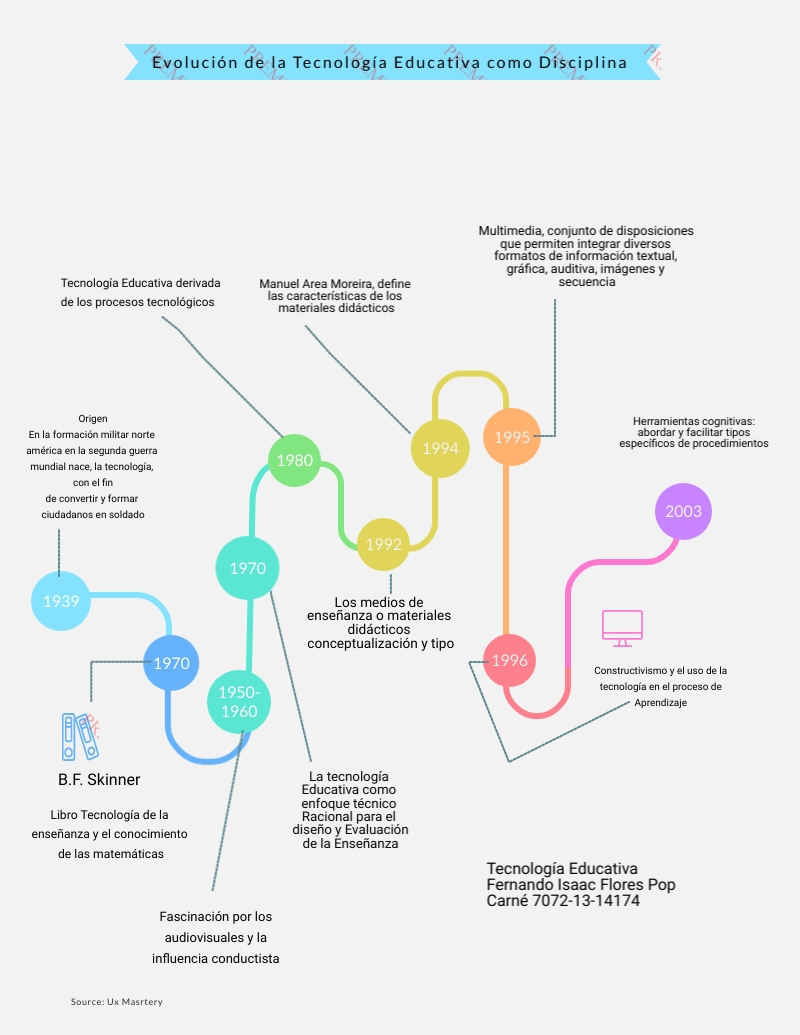 Evolución de la Tecnología Educativa como Disciplina
Multimedia, conjunto de disposiciones
que permiten integrar diversos
formatos de información textual,
gráfica, auditiva, imágenes y
secuencia
Tecnología Educativa derivada
de los procesos tecnológicos
Manuel Area Moreira, define
las características de los
materiales didácticos
Origen
En la formación militar norte
américa en la segunda guerra
mundial nace, la tecnología,
con el fin
de convertir y formar
ciudadanos en soldado
Herramientas cognitivas:
abordar y facilitar tipos
específicos de procedimientos
1995
1994
1980
2003
1992
1970
1939
Los medios de
enseñanza o materiales
didácticos
conceptualización y tipo
1970
1996
1950-
1960
Constructivismo y el uso de la
tecnología en el proceso de
Aprendizaje
B.F. Skinner
Libro Tecnología de la
enseñanza y el conocimiento
de las matemáticas
La tecnología
Educativa como
enfoque técnico
Racional para el
diseño y Evaluación
de la Enseñanza
Tecnología Educativa
Fernando Isaac Flores Pop
Carné 7072-13-14174
Fascinación por los
audiovisuales y la
influencia conductista
Source: Ux Masrtery